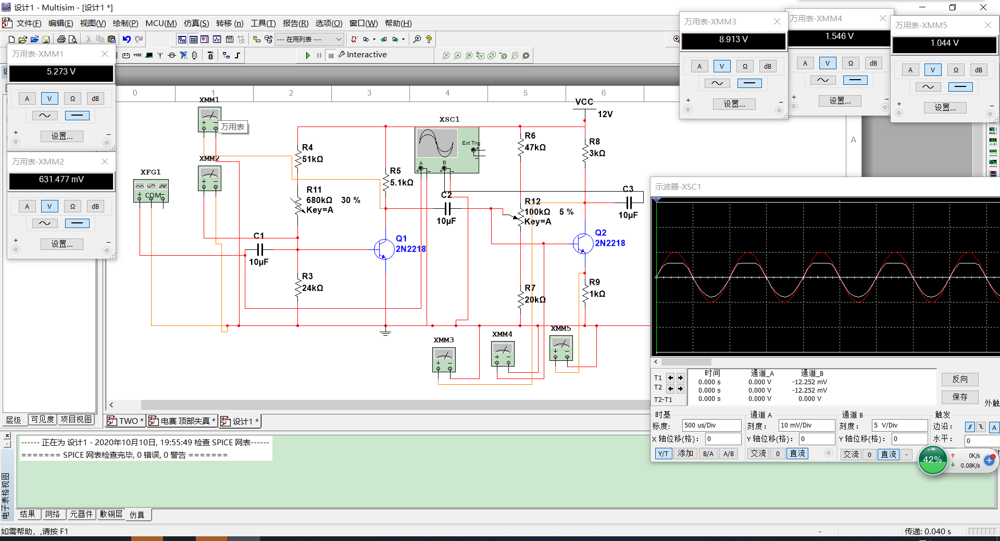 设计1 - Multisim - [设计1 *]
文件(F) 编辑(E) 视图(V) 绘制(P) MCU(M) 仿真(S) 转移 (n) 工具(T) 报告(R) 选项(O) 窗口(W) 帮助(H)
--- 在用列表 ---
MISC
Interactive
万用表-XMM1
5.273 V
A V Ω dB
设置...
+ −
万用表-XMM2
631.477 mV
A V Ω dB
设置...
+ −
万用表-XMM3
8.913 V
A V Ω dB
设置...
+ −
万用表-XMM4
1.546 V
A V Ω dB
设置...
+ −
万用表-XMM5
1.044 V
A V Ω dB
设置...
+ −
0 1 2 3 4 5 6
A
XMM1
万用表
XMM2
XFG1
COM
XSC1
Ext Trig
A B
VCC
12V
R4
51kΩ
R11
680kΩ 30 %
Key=A
R5
5.1kΩ
R6
47kΩ
R8
3kΩ
C3
10μF
C2
10μF
R12
100kΩ 5 %
Key=A
C1
10μF
Q1
2N2218
Q2
2N2218
R3
24kΩ
R7
20kΩ
R9
1kΩ
XMM3
XMM4
XMM5
示波器-XSC1
T1
T2
T2-T1
时间 通道_A 通道_B
0.000 s 0.000 V -12.252 mV
0.000 s 0.000 V -12.252 mV
0.000 s 0.000 V 0.000 V
反向
保存
外触
时基
标度: 500 us/Div
X 轴位移(格): 0
Y/T 添加 B/A A/B
通道 A
刻度: 10 mV/Div
Y 轴位移(格): 0
交流 0 直流
通道 B
刻度: 5 V/Div
Y 轴位移(格): 0
交流 0 直流 -
触发
边沿: A
水平: 0
42%
0K/s
0.08K/s
层级 可见度 项目视图
TWO * 电赛 顶部失真 * 设计1 *
------ 正在为 设计1 - 2020年10月10日, 19:55:49 检查 SPICE 网表------
======= SPICE 网表检查完毕, 0 错误, 0 警告 =======
电子表格视图
结果 网络 元器件 敷铜层 仿真
如需帮助，,请按 F1
- 传递: 0.040 s